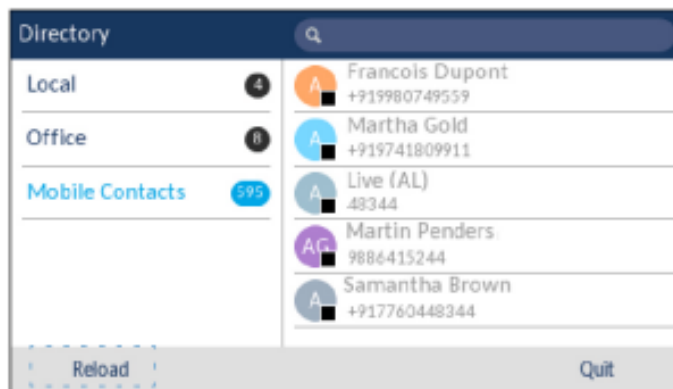 Directory
Local 4
Office 8
Mobile Contacts 595
A Francois Dupont
+919980749559
A Martha Gold
+919741809911
A Live (AL)
48344
AG Martin Penders
9886415244
A Samantha Brown
+917760448344
Reload Quit